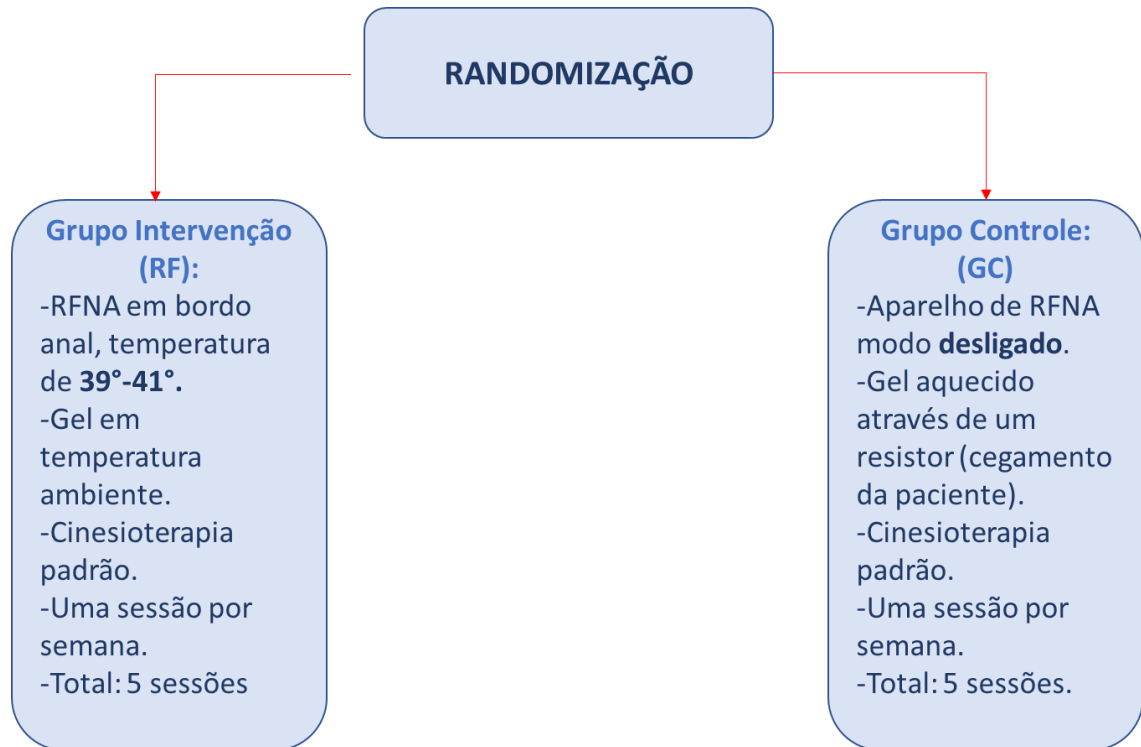 RANDOMIZAÇÃO
Grupo Intervenção
(RF):
-RFNA em bordo
anal, temperatura
de 39°-41°.
-Gel em
temperatura
ambiente.
-Cinesioterapia
padrão.
-Uma sessão por
semana.
-Total: 5 sessões
Grupo Controle:
(GC)
-Aparelho de RFNA
modo desligado.
-Gel aquecido
através de um
resistor (cegamento
da paciente).
-Cinesioterapia
padrão.
-Uma sessão por
semana.
-Total: 5 sessões.